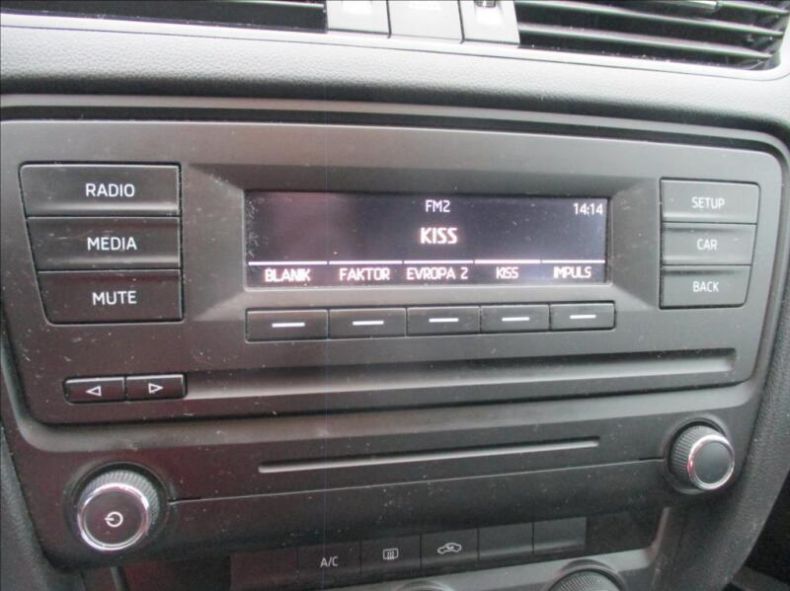 RADIO
MEDIA
MUTE
FM2
14:14
KISS
BLANIK FAKTOR EVROPA 2 KISS IMPULS
SETUP
CAR
BACK
A/C